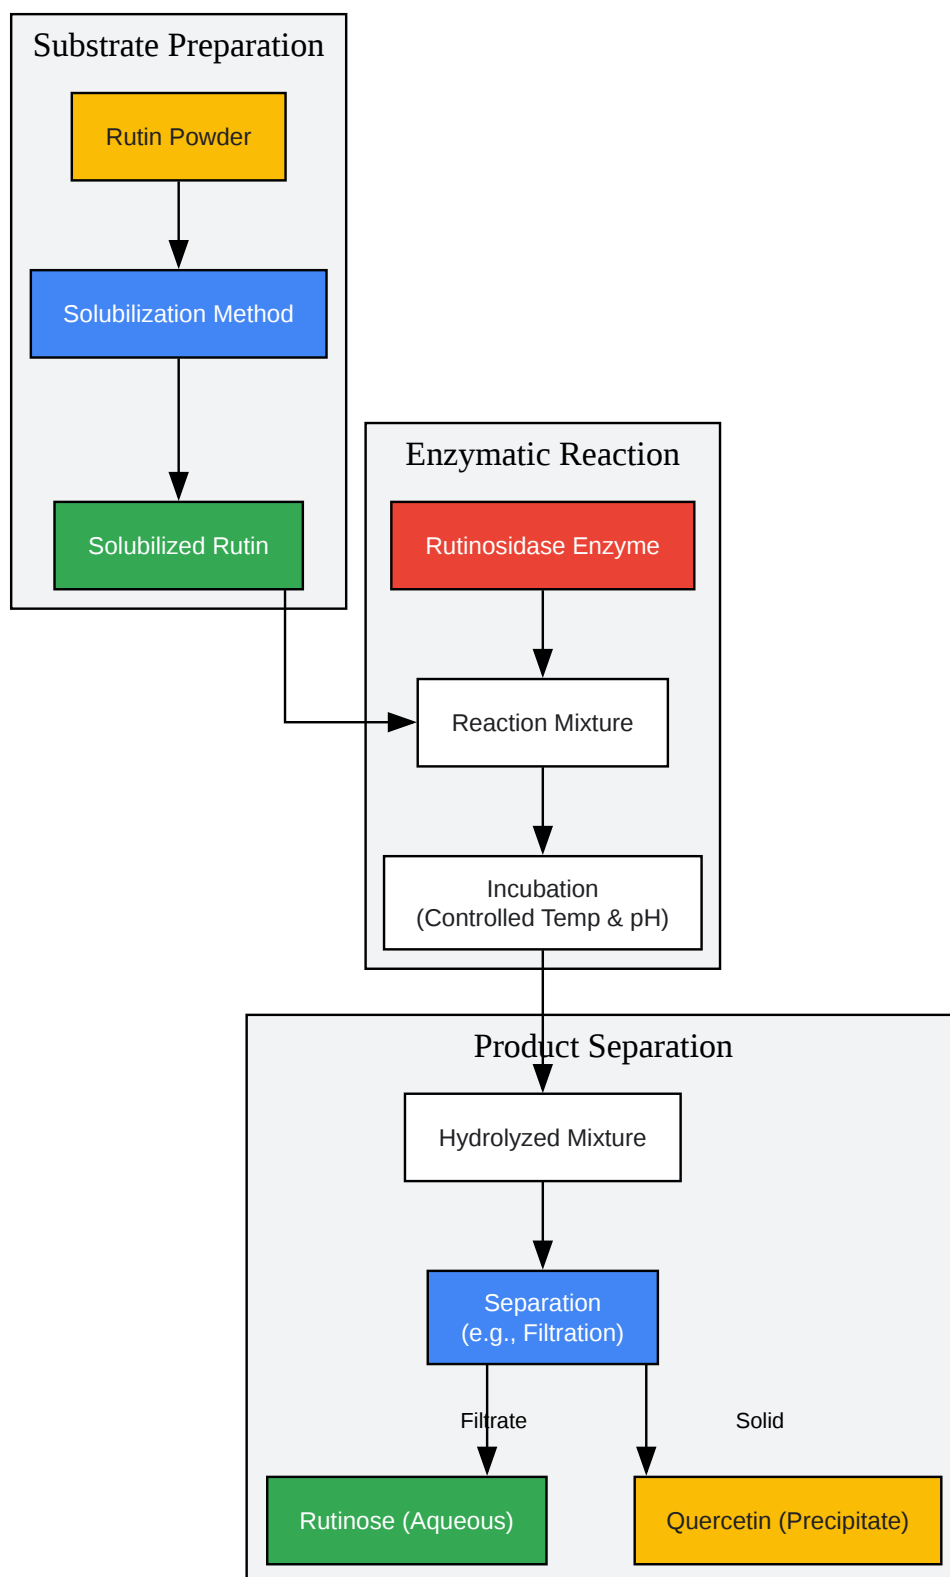 Substrate Preparation
Rutin Powder
Solubilization Method
Solubilized Rutin
Enzymatic Reaction
Rutinosidase Enzyme
Reaction Mixture
Incubation
(Controlled Temp & pH)
Product Separation
Hydrolyzed Mixture
Separation
(e.g., Filtration)
Filtrate
Solid
Rutinose (Aqueous)
Quercetin (Precipitate)